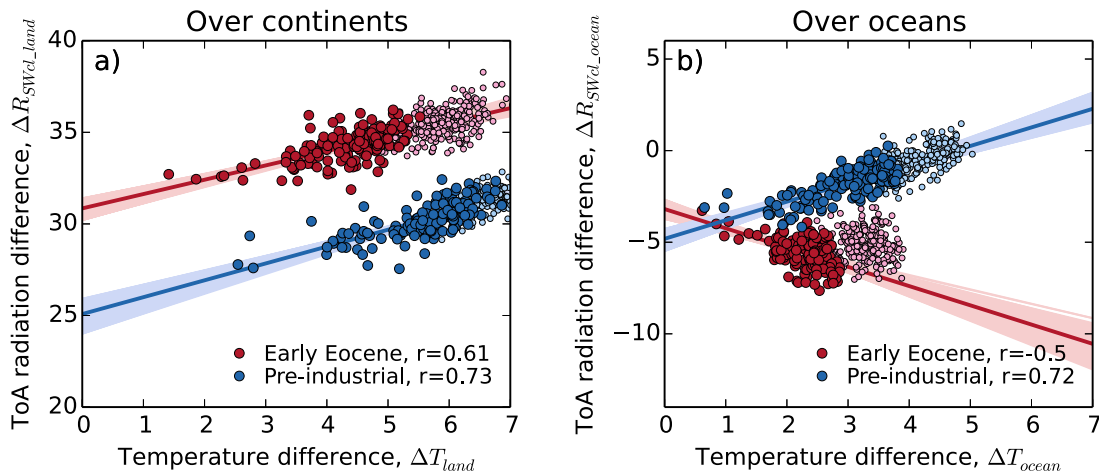 Over continents
a)
ToA radiation difference, ΔR_SWcl_land
40
35
30
25
20
Early Eocene, r=0.61
Pre-industrial, r=0.73
0 1 2 3 4 5 6 7
Temperature difference, ΔT_land
Over oceans
b)
ToA radiation difference, ΔR_SWcl_ocean
5
0
−5
−10
Early Eocene, r=-0.5
Pre-industrial, r=0.72
0 1 2 3 4 5 6 7
Temperature difference, ΔT_ocean